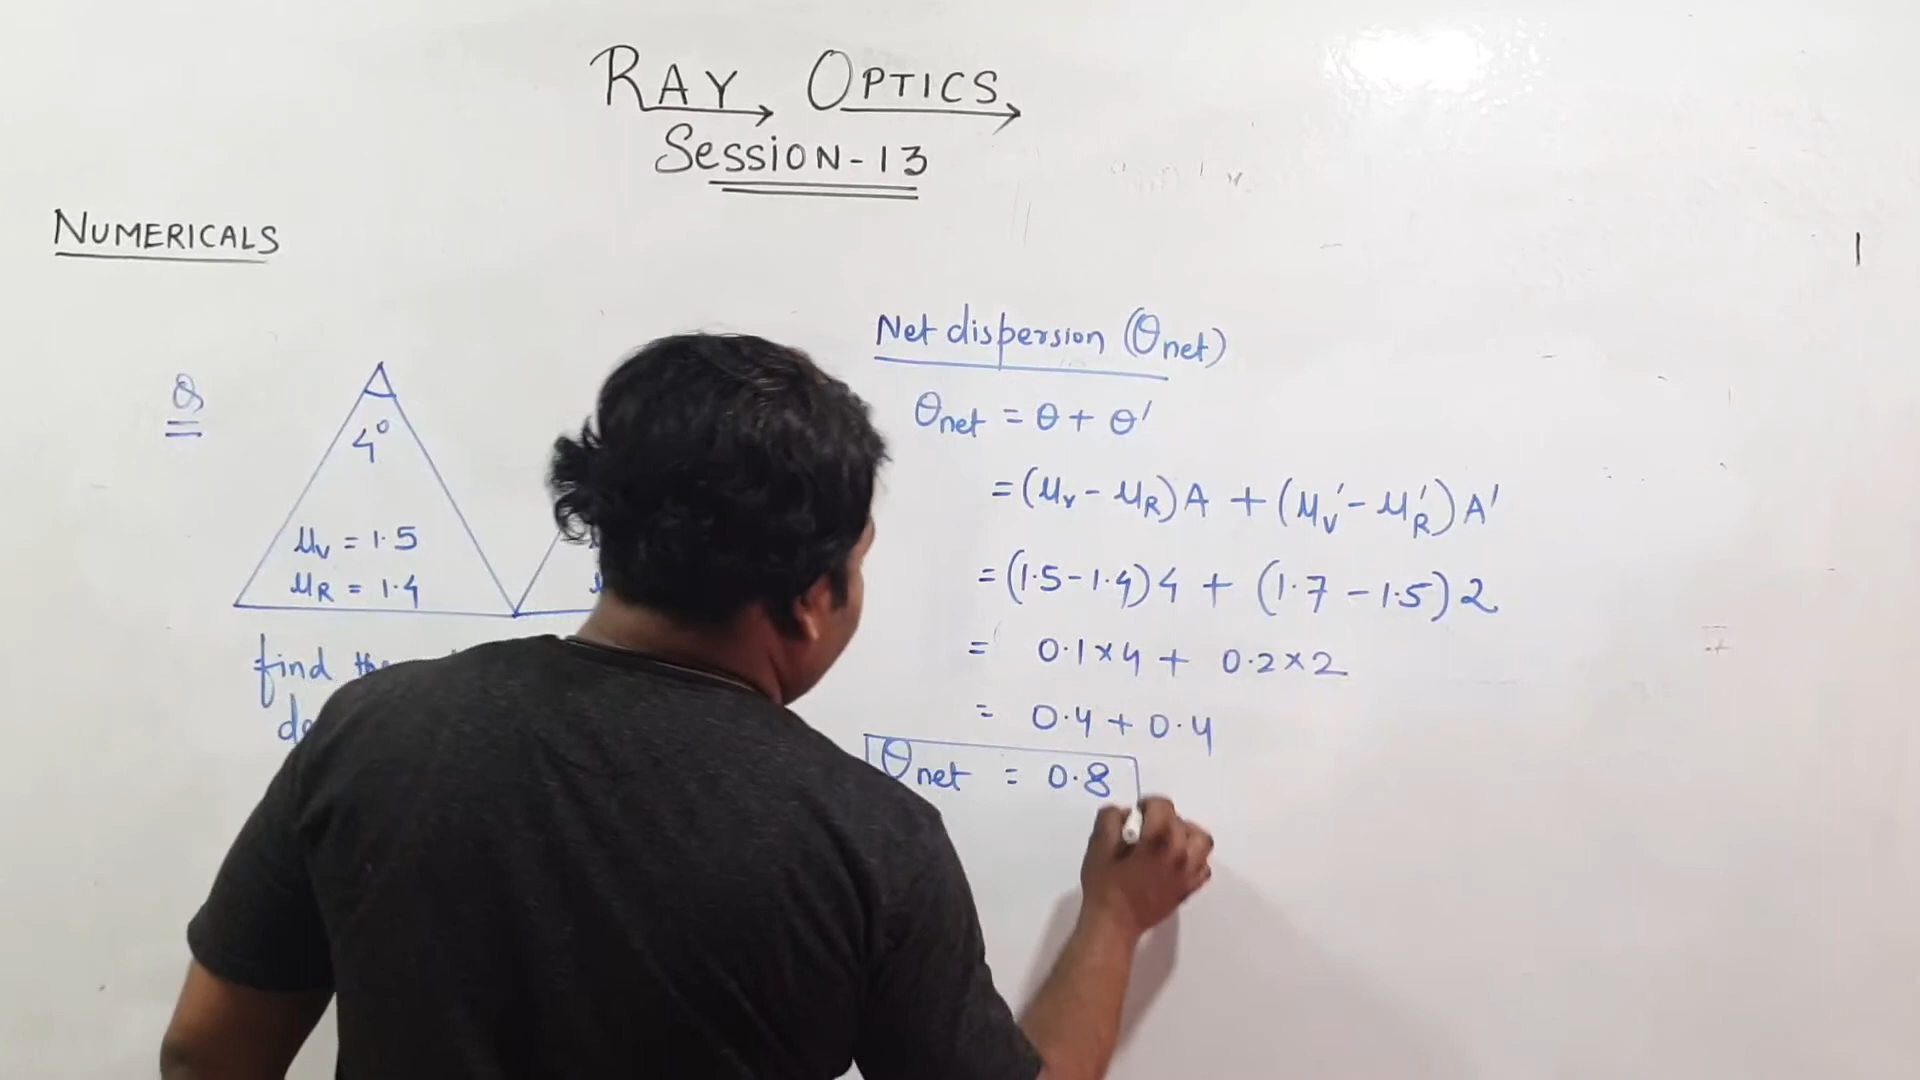 RAY OPTICS
SESSION-13
NUMERICALS
Q
4°
μv = 1.5
μR = 1.4
find the
Net dispersion (θnet)
θnet = θ + θ'
= (μv - μR) A + (μv' - μR') A'
= (1.5 - 1.4) 4 + (1.7 - 1.5) 2
= 0.1 × 4 + 0.2 × 2
= 0.4 + 0.4
θnet = 0.8